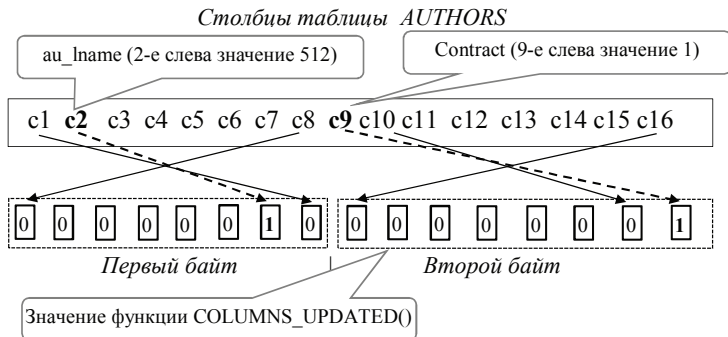 Столбцы таблицы AUTHORS
au_lname (2-е слева значение 512)
Contract (9-е слева значение 1)
c1 c2 c3 c4 c5 c6 c7 c8 c9 c10 c11 c12 c13 c14 c15 c16
0 0 0 0 0 0 1 0 0 0 0 0 0 0 0 1
Первый байт Второй байт
Значение функции COLUMNS_UPDATED()